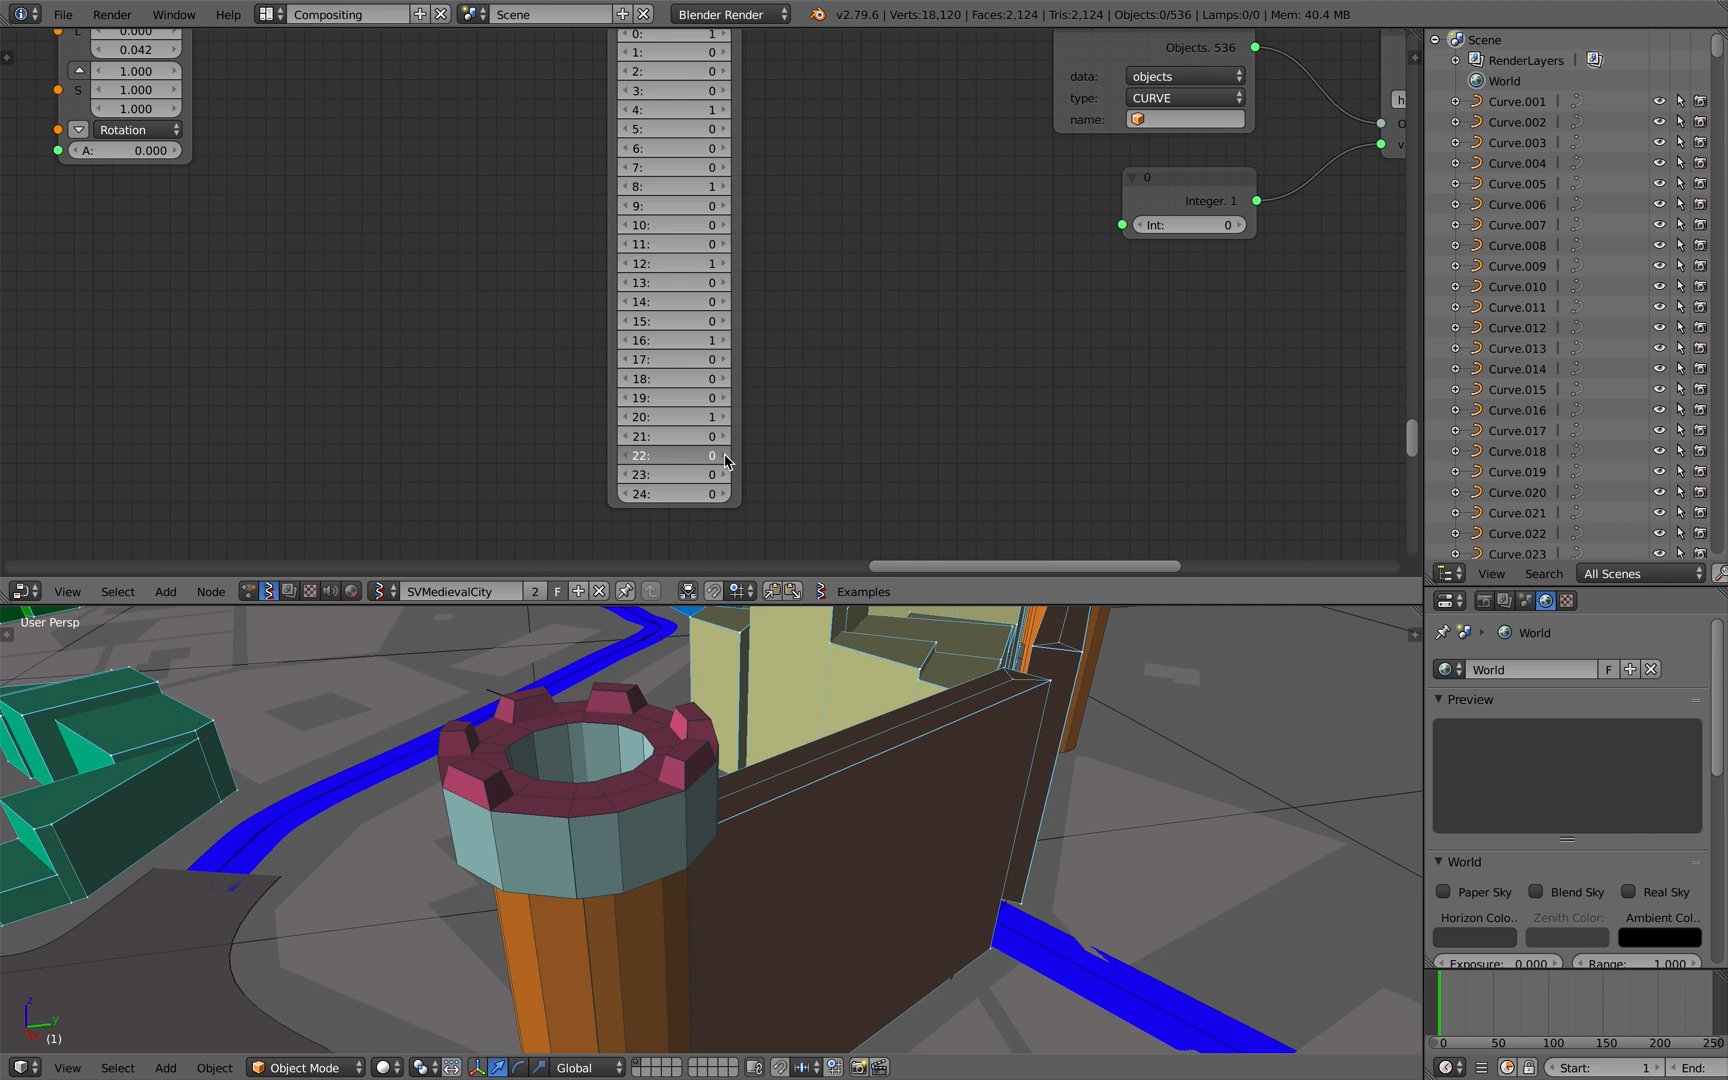 File Render Window Help Compositing Scene Blender Render v2.79.6 | Verts:18,120 | Faces:2,124 | Tris:2,124 | Objects:0/536 | Lamps:0/0 | Mem: 40.4 MB
0.000
0.042
1.000
S 1.000
1.000
Rotation
A: 0.000
0: 1
1: 0
2: 0
3: 0
4: 1
5: 0
6: 0
7: 0
8: 1
9: 0
10: 0
11: 0
12: 1
13: 0
14: 0
15: 0
16: 1
17: 0
18: 0
19: 0
20: 1
21: 0
22: 0
23: 0
24: 0
Objects. 536
data: objects
type: CURVE
name:
0
Integer. 1
Int: 0
h
O
v
Scene
RenderLayers
World
Curve.001
Curve.002
Curve.003
Curve.004
Curve.005
Curve.006
Curve.007
Curve.008
Curve.009
Curve.010
Curve.011
Curve.012
Curve.013
Curve.014
Curve.015
Curve.016
Curve.017
Curve.018
Curve.019
Curve.020
Curve.021
Curve.022
Curve.023
View Search All Scenes
View Select Add Node SVMedievalCity 2 F Examples
User Persp
z
y
(1)
View Select Add Object Object Mode Global
World
World F
Preview
World
Paper Sky Blend Sky Real Sky
Horizon Colo.. Zenith Color: Ambient Col..
Exposure: 0.000 Range: 1.000
0 50 100 150 200 250
Start: 1 End: